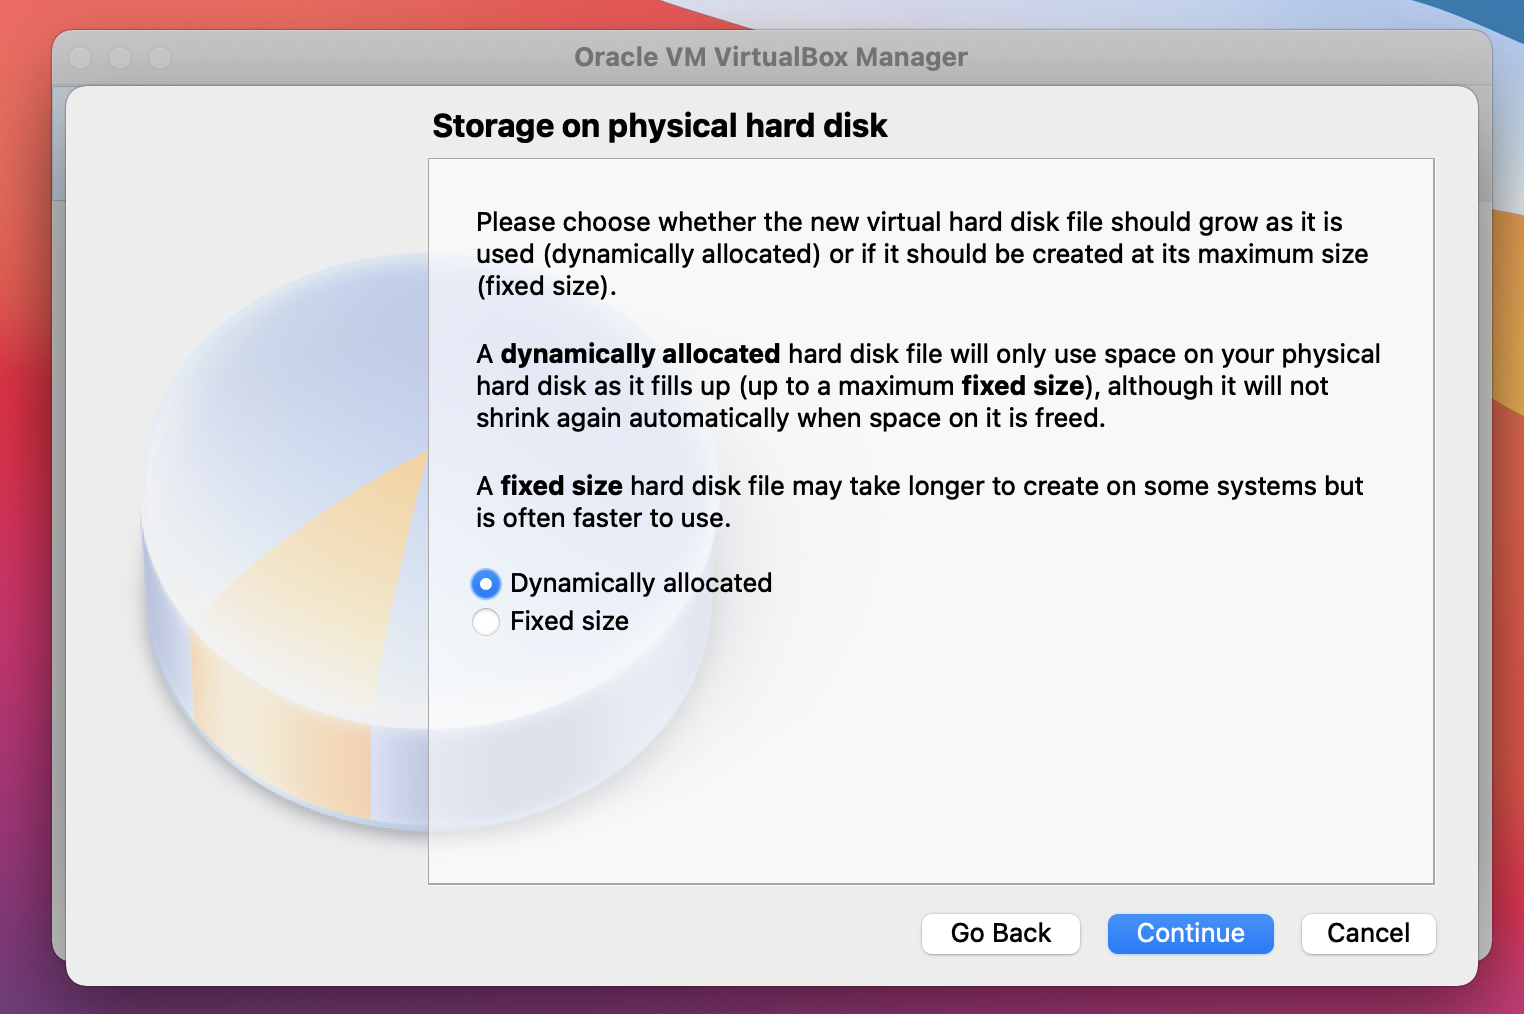 Oracle VM VirtualBox Manager
Storage on physical hard disk
Please choose whether the new virtual hard disk file should grow as it is
used (dynamically allocated) or if it should be created at its maximum size
(fixed size).
A dynamically allocated hard disk file will only use space on your physical
hard disk as it fills up (up to a maximum fixed size), although it will not
shrink again automatically when space on it is freed.
A fixed size hard disk file may take longer to create on some systems but
is often faster to use.
Dynamically allocated
Fixed size
Go Back Continue Cancel